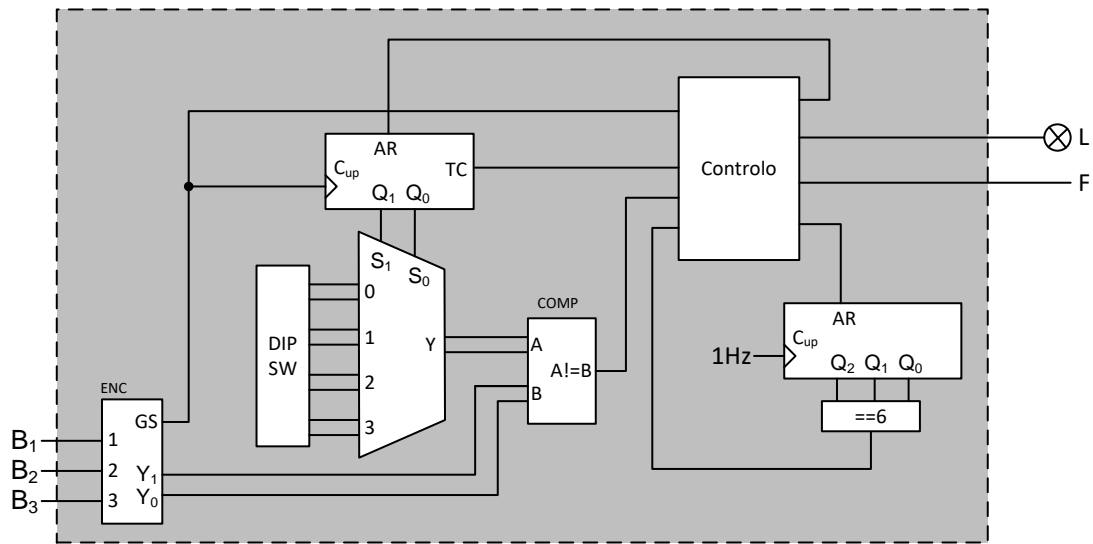 AR
Cup
TC
Q1 Q0
Controlo
L
F
S1 S0
0
1
2
3
DIP
SW
Y
COMP
A
A!=B
B
AR
1Hz
Cup
Q2 Q1 Q0
==6
ENC
GS
B1
1
B2
2
B3
3
Y1
Y0